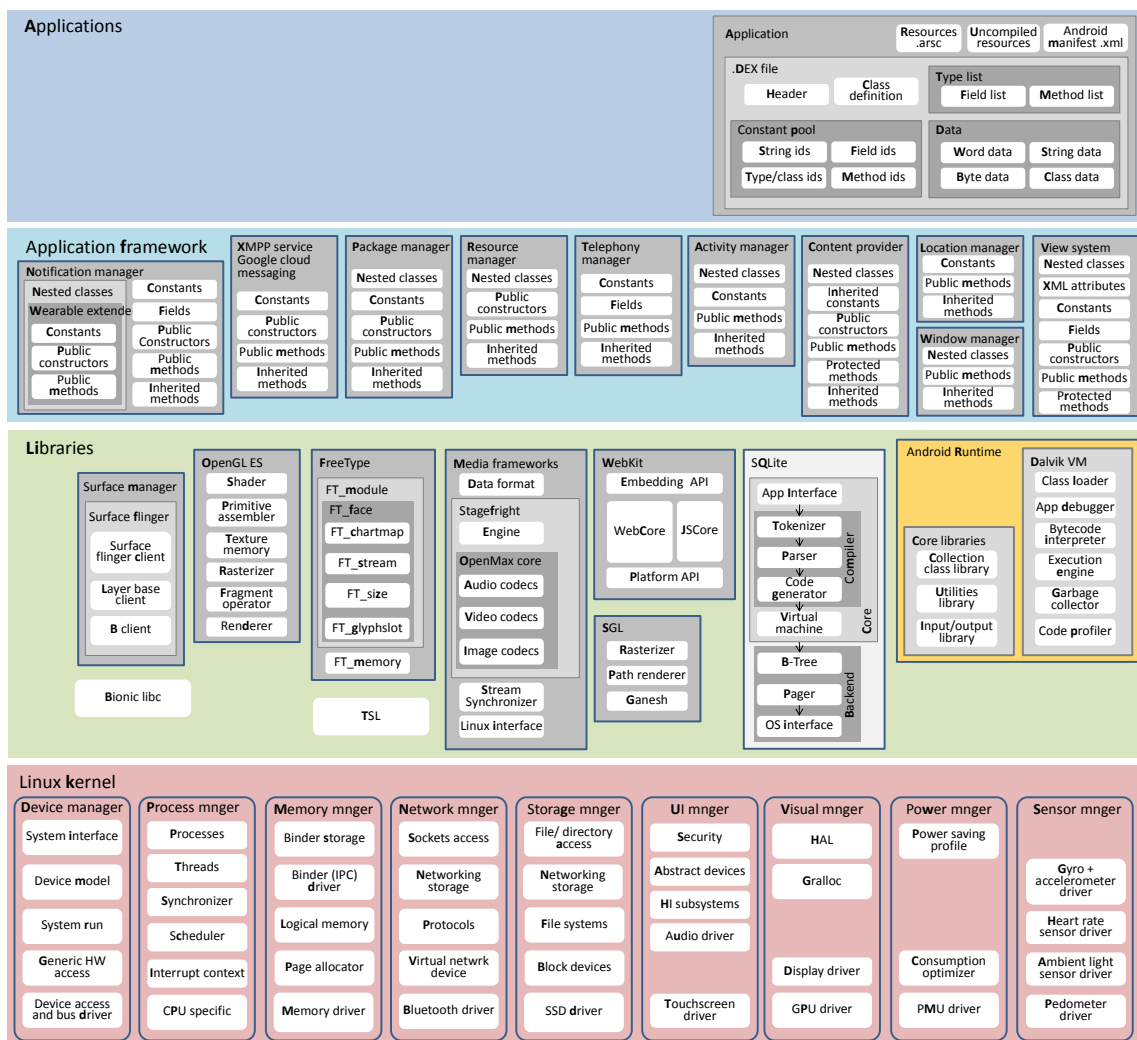 Applications
Application
Resources
.arsc
Uncompiled
resources
Android
manifest .xml
.DEX file
Header
Class
definition
Type list
Field list
Method list
Constant pool
String ids
Field ids
Type/class ids
Method ids
Data
Word data
String data
Byte data
Class data
Application framework
Notification manager
Nested classes
Wearable extende
Constants
Public
constructors
Public
methods
Constants
Fields
Public
Constructors
Public
methods
Inherited
methods
XMPP service
Google cloud
messaging
Constants
Public
constructors
Public methods
Inherited
methods
Package manager
Nested classes
Constants
Public
constructors
Public methods
Inherited
methods
Resource
manager
Nested classes
Public
constructors
Public methods
Inherited
methods
Telephony
manager
Constants
Fields
Public methods
Inherited
methods
Activity manager
Nested classes
Constants
Public methods
Inherited
methods
Content provider
Nested classes
Inherited
constants
Public
constructors
Public methods
Protected
methods
Inherited
methods
Location manager
Constants
Public methods
Inherited
methods
Window manager
Nested classes
Public methods
Inherited
methods
View system
Nested classes
XML attributes
Constants
Fields
Public
constructors
Public methods
Protected
methods
Libraries
Surface manager
Surface flinger
Surface
flinger client
Layer base
client
B client
Bionic libc
OpenGL ES
Shader
Primitive
assembler
Texture
memory
Rasterizer
Fragment
operator
Renderer
FreeType
FT_module
FT_face
FT_chartmap
FT_stream
FT_size
FT_glyphslot
FT_memory
TSL
Media frameworks
Data format
Stagefright
Engine
OpenMax core
Audio codecs
Video codecs
Image codecs
Stream
Synchronizer
Linux interface
WebKit
Embedding API
WebCore
JSCore
Platform API
SGL
Rasterizer
Path renderer
Ganesh
SQLite
App Interface
Tokenizer
Parser
Code
generator
Compiler
Virtual
machine
Core
B-Tree
Pager
OS interface
Backend
Android Runtime
Core libraries
Collection
class library
Utilities
library
Input/output
library
Dalvik VM
Class loader
App debugger
Bytecode
interpreter
Execution
engine
Garbage
collector
Code profiler
Linux kernel
Device manager
System interface
Device model
System run
Generic HW
access
Device access
and bus driver
Process mnger
Processes
Threads
Synchronizer
Scheduler
Interrupt context
CPU specific
Memory mnger
Binder storage
Binder (IPC)
driver
Logical memory
Page allocator
Memory driver
Network mnger
Sockets access
Networking
storage
Protocols
Virtual netwrk
device
Bluetooth driver
Storage mnger
File/ directory
access
Networking
storage
File systems
Block devices
SSD driver
UI mnger
Security
Abstract devices
HI subsystems
Audio driver
Touchscreen
driver
Visual mnger
HAL
Gralloc
Display driver
GPU driver
Power mnger
Power saving
profile
Consumption
optimizer
PMU driver
Sensor mnger
Gyro +
accelerometer
driver
Heart rate
sensor driver
Ambient light
sensor driver
Pedometer
driver